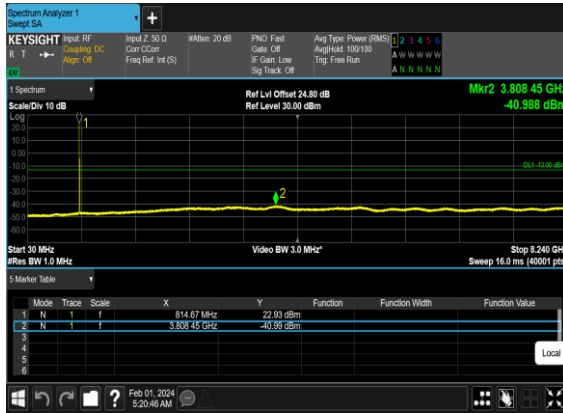 Spectrum Analyzer 1
Swept SA
KEYSIGHT
R T
LXI
Input: RF
Coupling: DC
Align: Off
Input Z: 50 Ω
Corr CCorr
Freq Ref: Int (S)
#Atten: 20 dB
PNO: Fast
Gate: Off
IF Gain: Low
Sig Track: Off
Avg Type: Power (RMS)
Avg|Hold: 100/100
Trig: Free Run
1 2 3 4 5 6
A W W W W W
A N N N N N
1 Spectrum
Scale/Div 10 dB
Ref Lvl Offset 24.80 dB
Ref Level 30.00 dBm
Mkr2 3.808 45 GHz
-40.988 dBm
Log
20.0
10.0
0.00
-10.0
-20.0
-30.0
-40.0
-50.0
-60.0
1
DL1 -13.00 dBm
2
Start 30 MHz
#Res BW 1.0 MHz
Video BW 3.0 MHz*
Stop 8.240 GH
Sweep 16.0 ms (40001 pts
5 Marker Table
Mode Trace Scale X Y Function Function Width Function Value
1 N 1 f 814.67 MHz 22.93 dBm
2 N 1 f 3.808 45 GHz -40.99 dBm
3
4
5
6
Local
?
Feb 01, 2024
5:20:46 AM